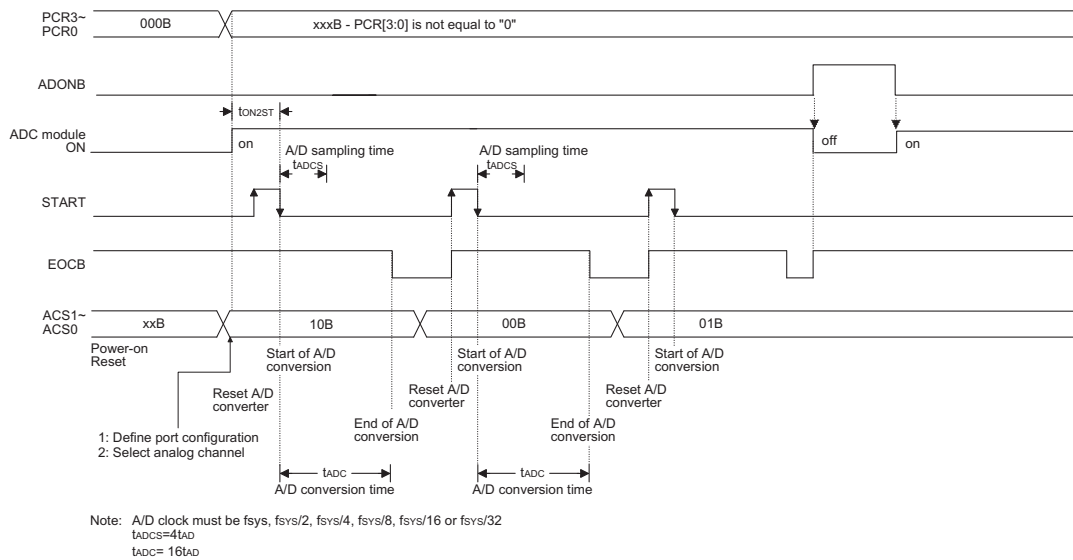 PCR3~
PCR0
000B
xxxB - PCR[3:0] is not equal to "0"
ADONB
tON2ST
ADC module
ON
on
off
on
A/D sampling time
tADCS
A/D sampling time
tADCS
START
EOCB
ACS1~
ACS0
xxB
10B
00B
01B
Power-on
Reset
Start of A/D
conversion
Start of A/D
conversion
Start of A/D
conversion
Reset A/D
converter
Reset A/D
converter
Reset A/D
converter
End of A/D
conversion
End of A/D
conversion
1: Define port configuration
2: Select analog channel
tADC
A/D conversion time
tADC
A/D conversion time
Note: A/D clock must be fsys, fSYS/2, fSYS/4, fSYS/8, fSYS/16 or fSYS/32
tADCS=4tAD
tADC= 16tAD